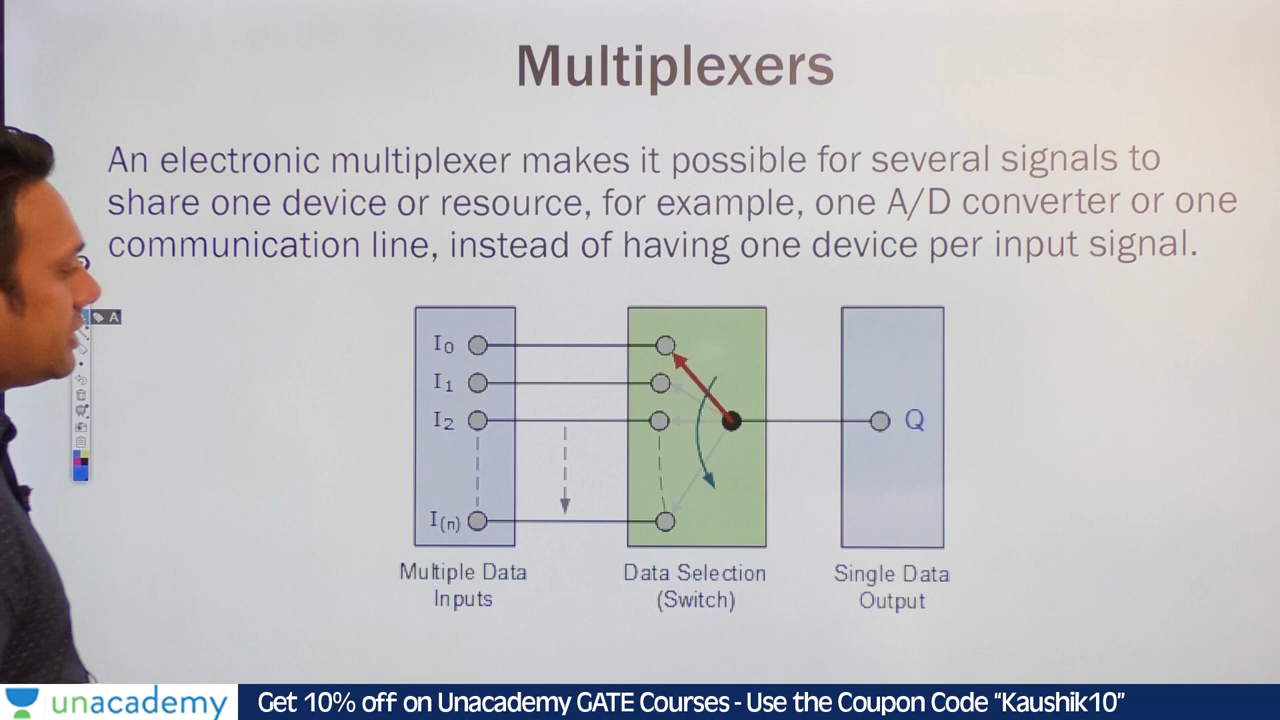 Multiplexers
An electronic multiplexer makes it possible for several signals to
share one device or resource, for example, one A/D converter or one
communication line, instead of having one device per input signal.
A
I0
I1
I2
I(n)
Q
Multiple Data
Inputs
Data Selection
(Switch)
Single Data
Output
unacademy
Get 10% off on Unacademy GATE Courses - Use the Coupon Code “Kaushik10”